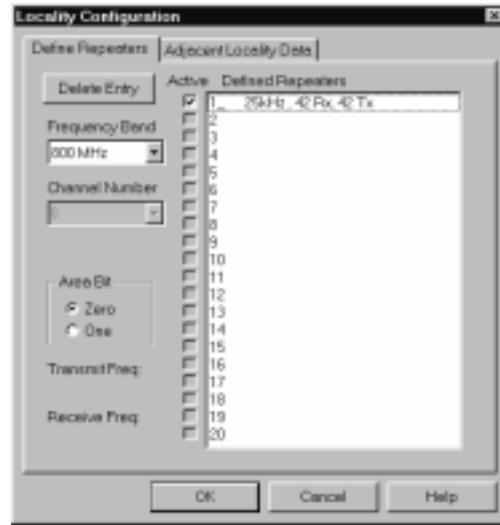 Locality Configuration
Define Repeaters
Adjacent Locality Data
Delete Entry
Active Defined Repeaters
1_ 25kHz, 42 Rx, 42 Tx
2
3
4
5
6
7
8
9
10
11
12
13
14
15
16
17
18
19
20
Frequency Band
800 MHz
Channel Number
Area Bit
Zero
One
Transmit Freq:
Receive Freq:
OK
Cancel
Help